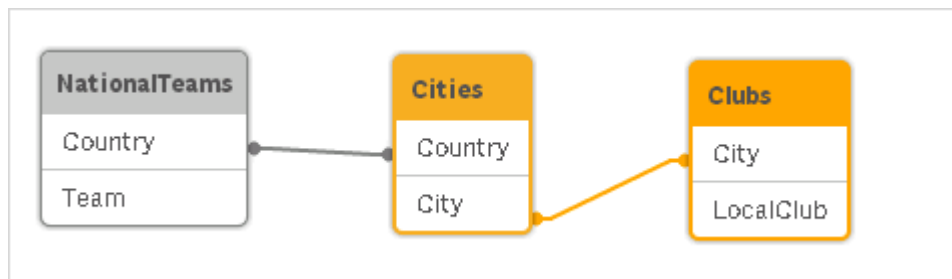 NationalTeams
Country
Team
Cities
Country
City
Clubs
City
LocalClub